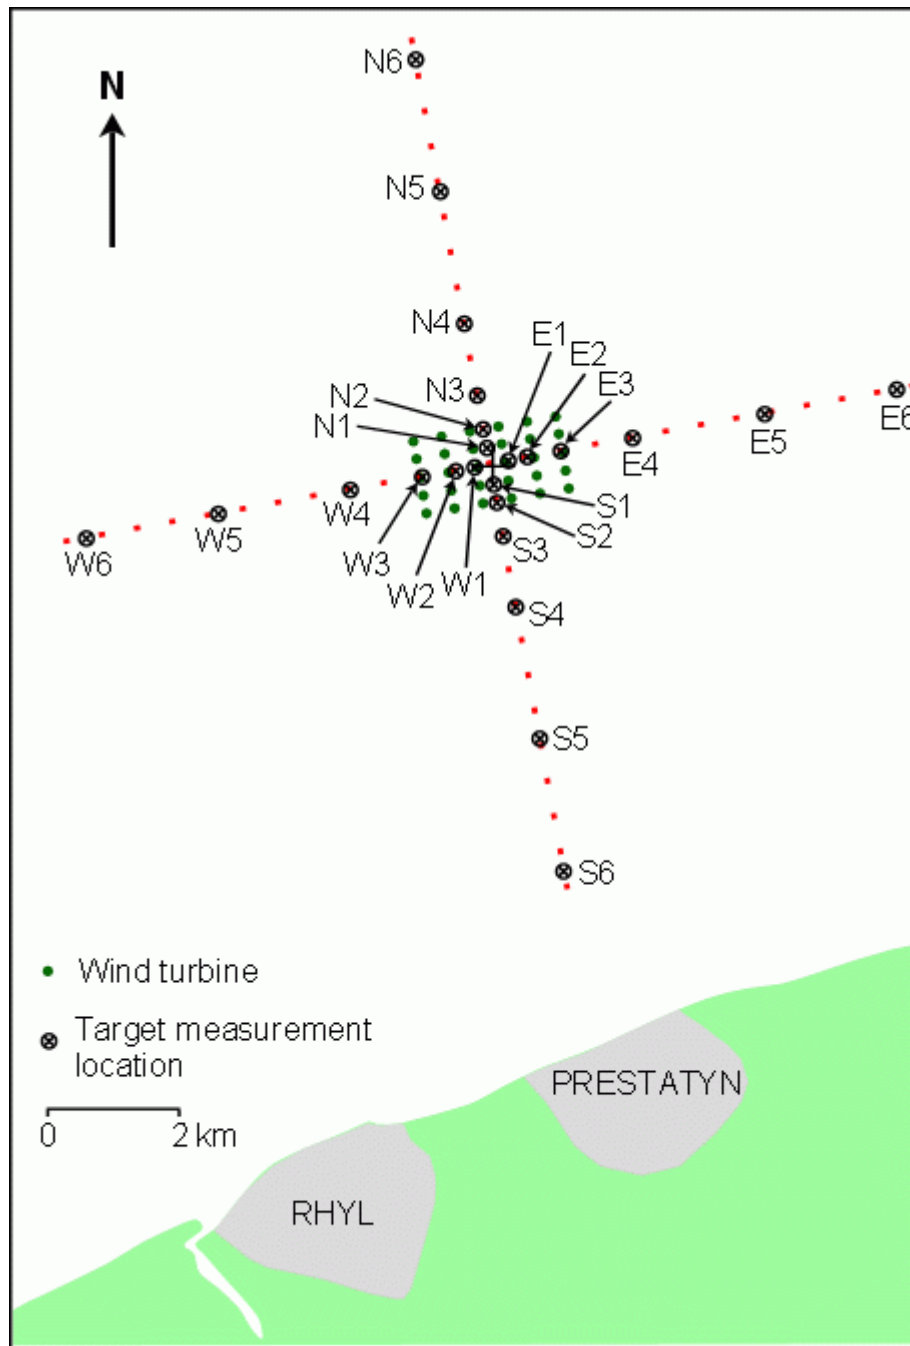 N6
N
N5
N4
E1
E2
E3
N3
N2
N1
E6
E5
E4
W4
W5
W6
W3
W2
W1
S1
S2
S3
S4
S5
S6
Wind turbine
Target measurement
location
0 2 km
PRESTATYN
RHYL